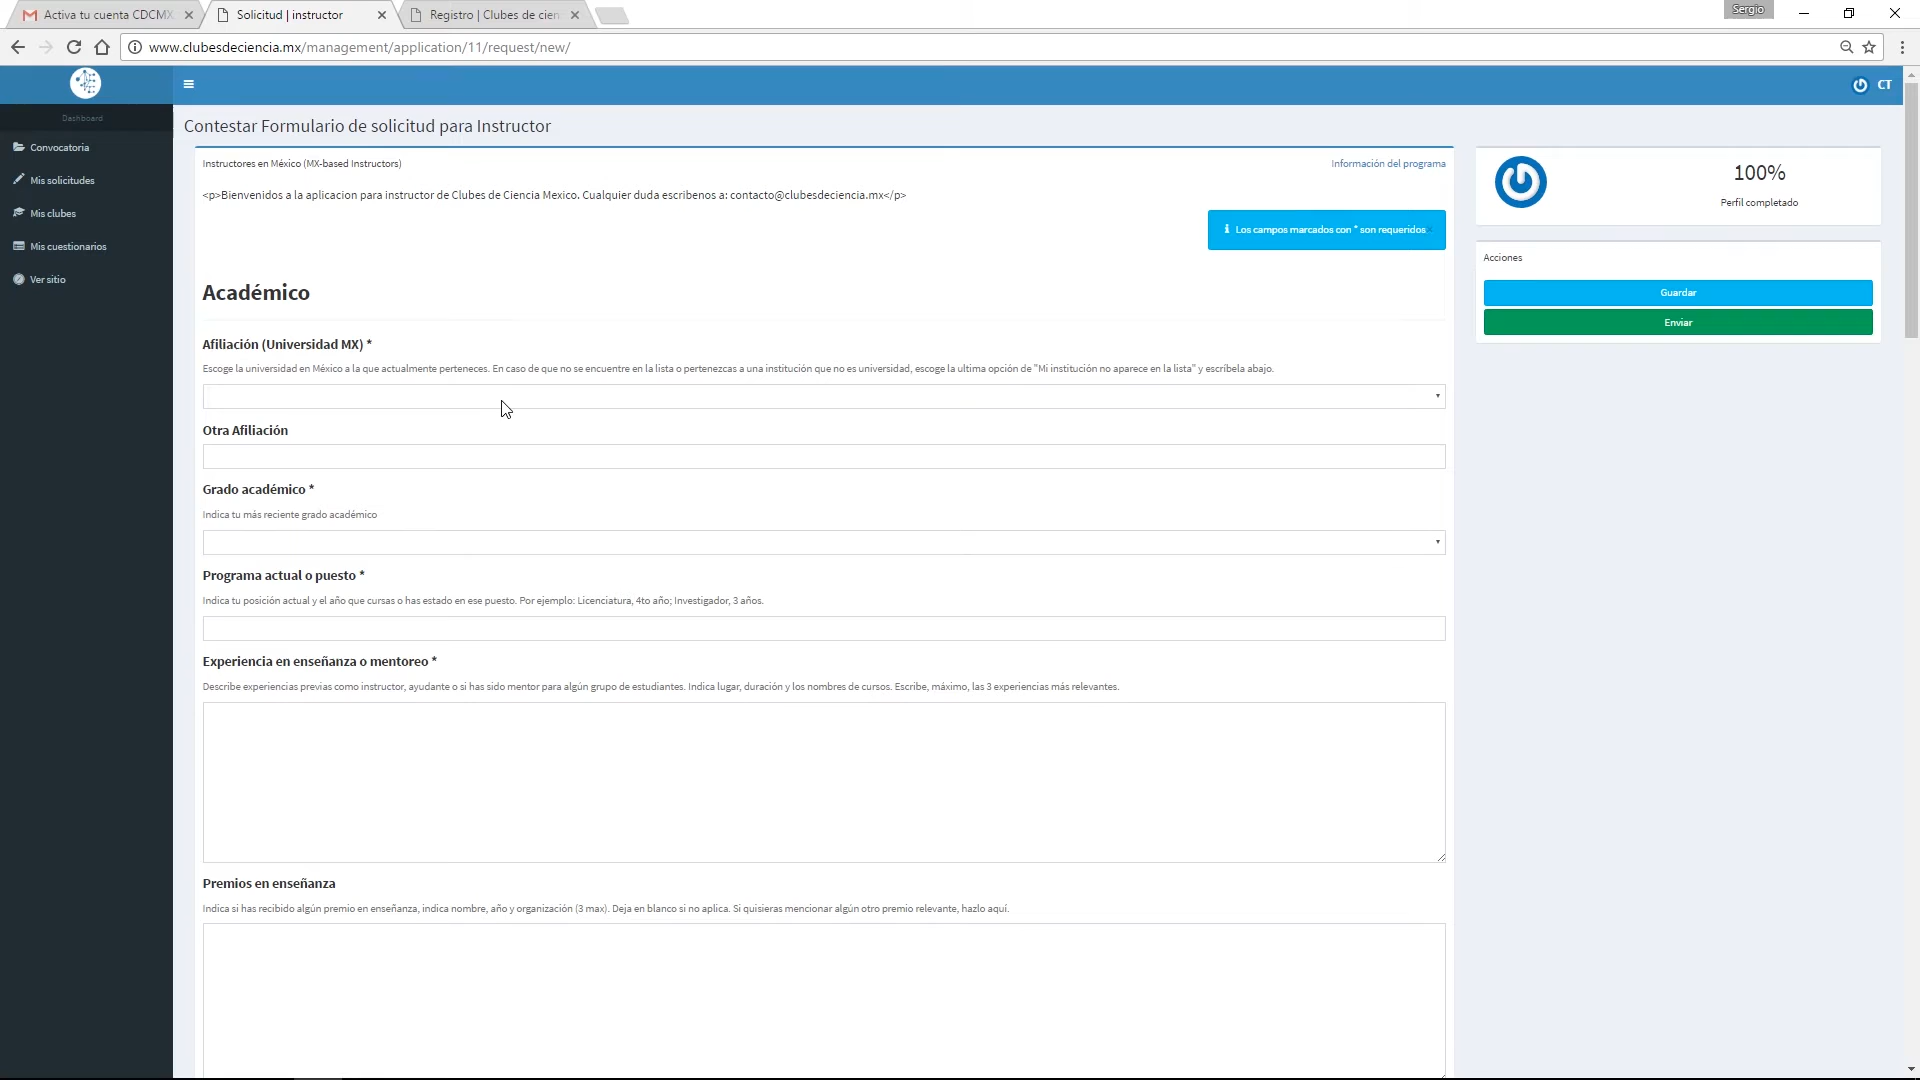 Activa tu cuenta CDCMX
Solicitud | instructor
Registro | Clubes de cien
Sergio
www.clubesdeciencia.mx/management/application/11/request/new/
CT
Dashboard
Convocatoria
Mis solicitudes
Mis clubes
Mis cuestionarios
Ver sitio
Contestar Formulario de solicitud para Instructor
Instructores en México (MX-based Instructors)
Información del programa
<p>Bienvenidos a la aplicacion para instructor de Clubes de Ciencia Mexico. Cualquier duda escribenos a: contacto@clubesdeciencia.mx</p>
Los campos marcados con * son requeridos
Académico
Afiliación (Universidad MX) *
Escoge la universidad en México a la que actualmente perteneces. En caso de que no se encuentre en la lista o pertenezcas a una institución que no es universidad, escoge la ultima opción de "Mi institución no aparece en la lista" y escribela abajo.
Otra Afiliación
Grado académico *
Indica tu más reciente grado académico
Programa actual o puesto *
Indica tu posición actual y el año que cursas o has estado en ese puesto. Por ejemplo: Licenciatura, 4to año; Investigador, 3 años.
Experiencia en enseñanza o mentoreo *
Describe experiencias previas como instructor, ayudante o si has sido mentor para algún grupo de estudiantes. Indica lugar, duración y los nombres de cursos. Escribe, máximo, las 3 experiencias más relevantes.
Premios en enseñanza
Indica si has recibido algún premio en enseñanza, indica nombre, año y organización (3 max). Deja en blanco si no aplica. Si quisieras mencionar algún otro premio relevante, hazlo aquí.
100%
Perfil completado
Acciones
Guardar
Enviar